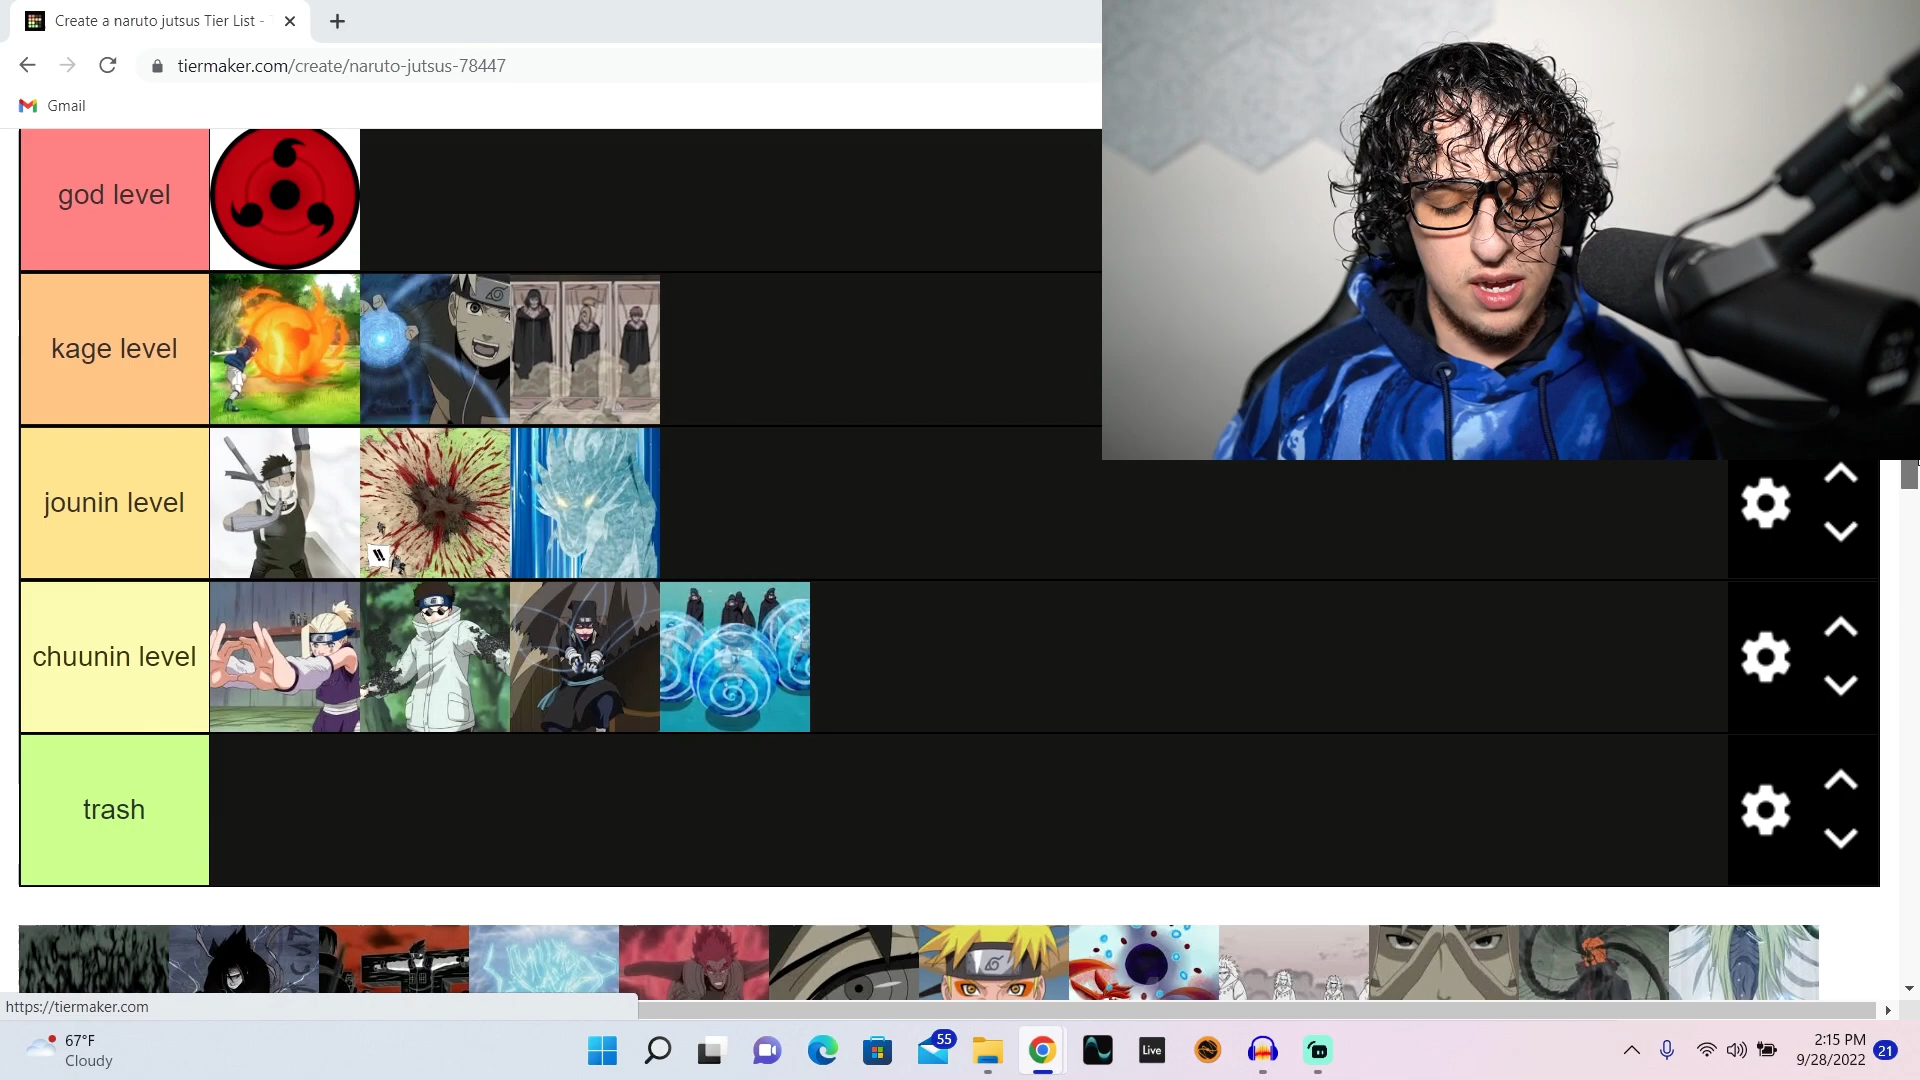 Create a naruto jutsus Tier List -
tiermaker.com/create/naruto-jutsus-78447
Gmail
god level
kage level
jounin level
chuunin level
trash
https://tiermaker.com
67°F
Cloudy
55
Live
2:15 PM
9/28/2022
21